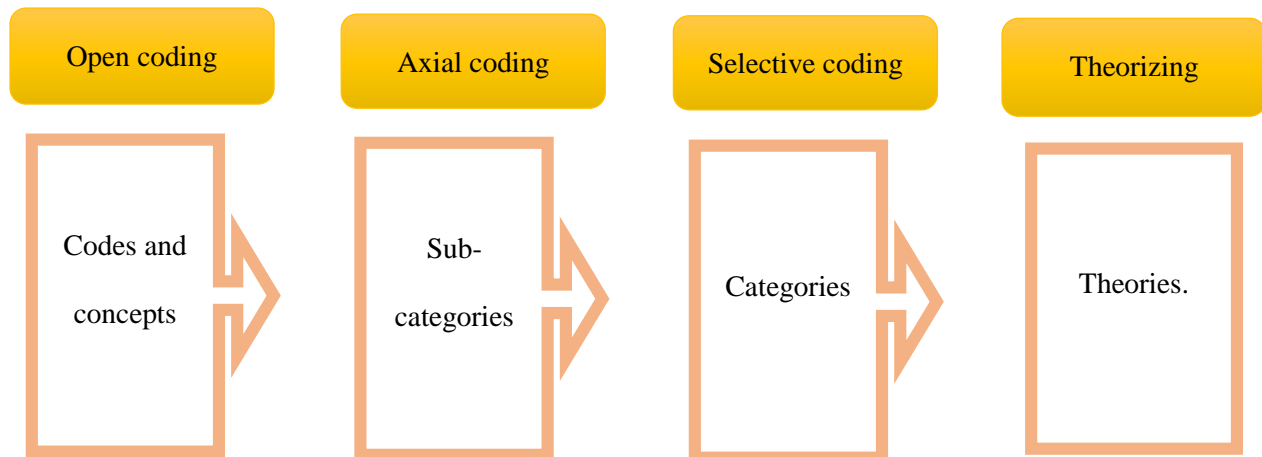 Open coding
Axial coding
Selective coding
Theorizing
Codes and
concepts
Sub-
categories
Categories
Theories.